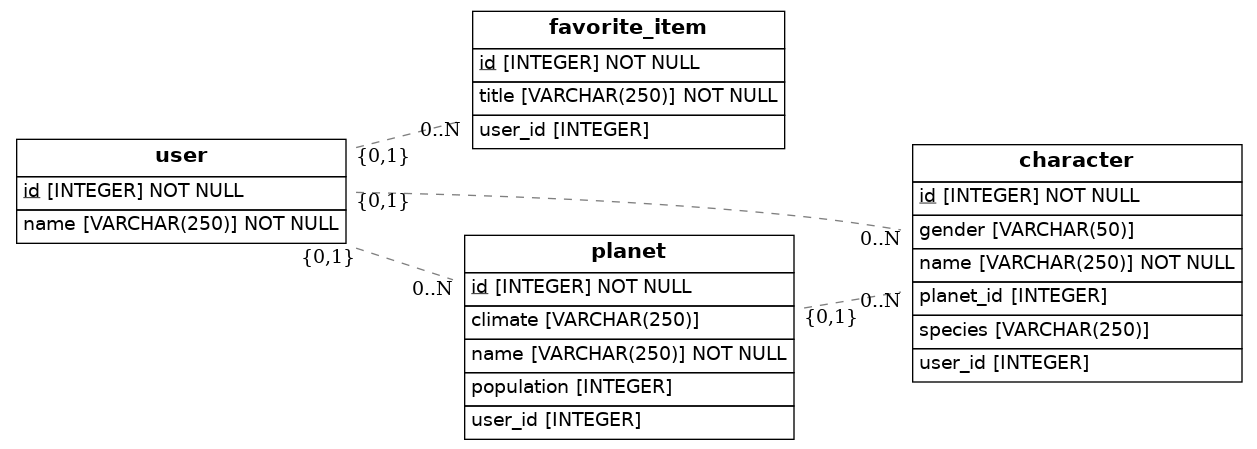 favorite_item
id [INTEGER] NOT NULL
title [VARCHAR(250)] NOT NULL
user_id [INTEGER]
0..N
{0,1}
user
id [INTEGER] NOT NULL
name [VARCHAR(250)] NOT NULL
{0,1}
{0,1}
character
id [INTEGER] NOT NULL
gender [VARCHAR(50)]
name [VARCHAR(250)] NOT NULL
planet_id [INTEGER]
species [VARCHAR(250)]
user_id [INTEGER]
0..N
0..N
planet
id [INTEGER] NOT NULL
climate [VARCHAR(250)]
name [VARCHAR(250)] NOT NULL
population [INTEGER]
user_id [INTEGER]
0..N
{0,1}